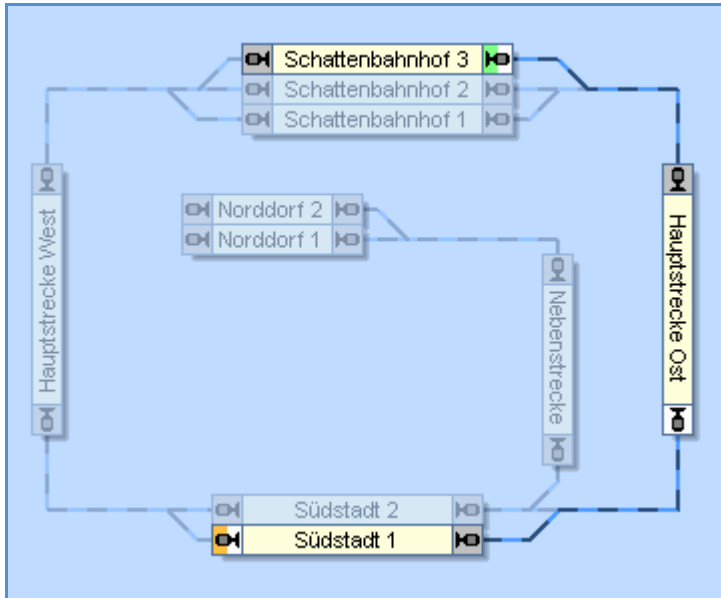 Schattenbahnhof 3
Schattenbahnhof 2
Schattenbahnhof 1
Norddorf 2
Norddorf 1
Hauptstrecke West
Hauptstrecke Ost
Nebenstrecke
Südstadt 2
Südstadt 1